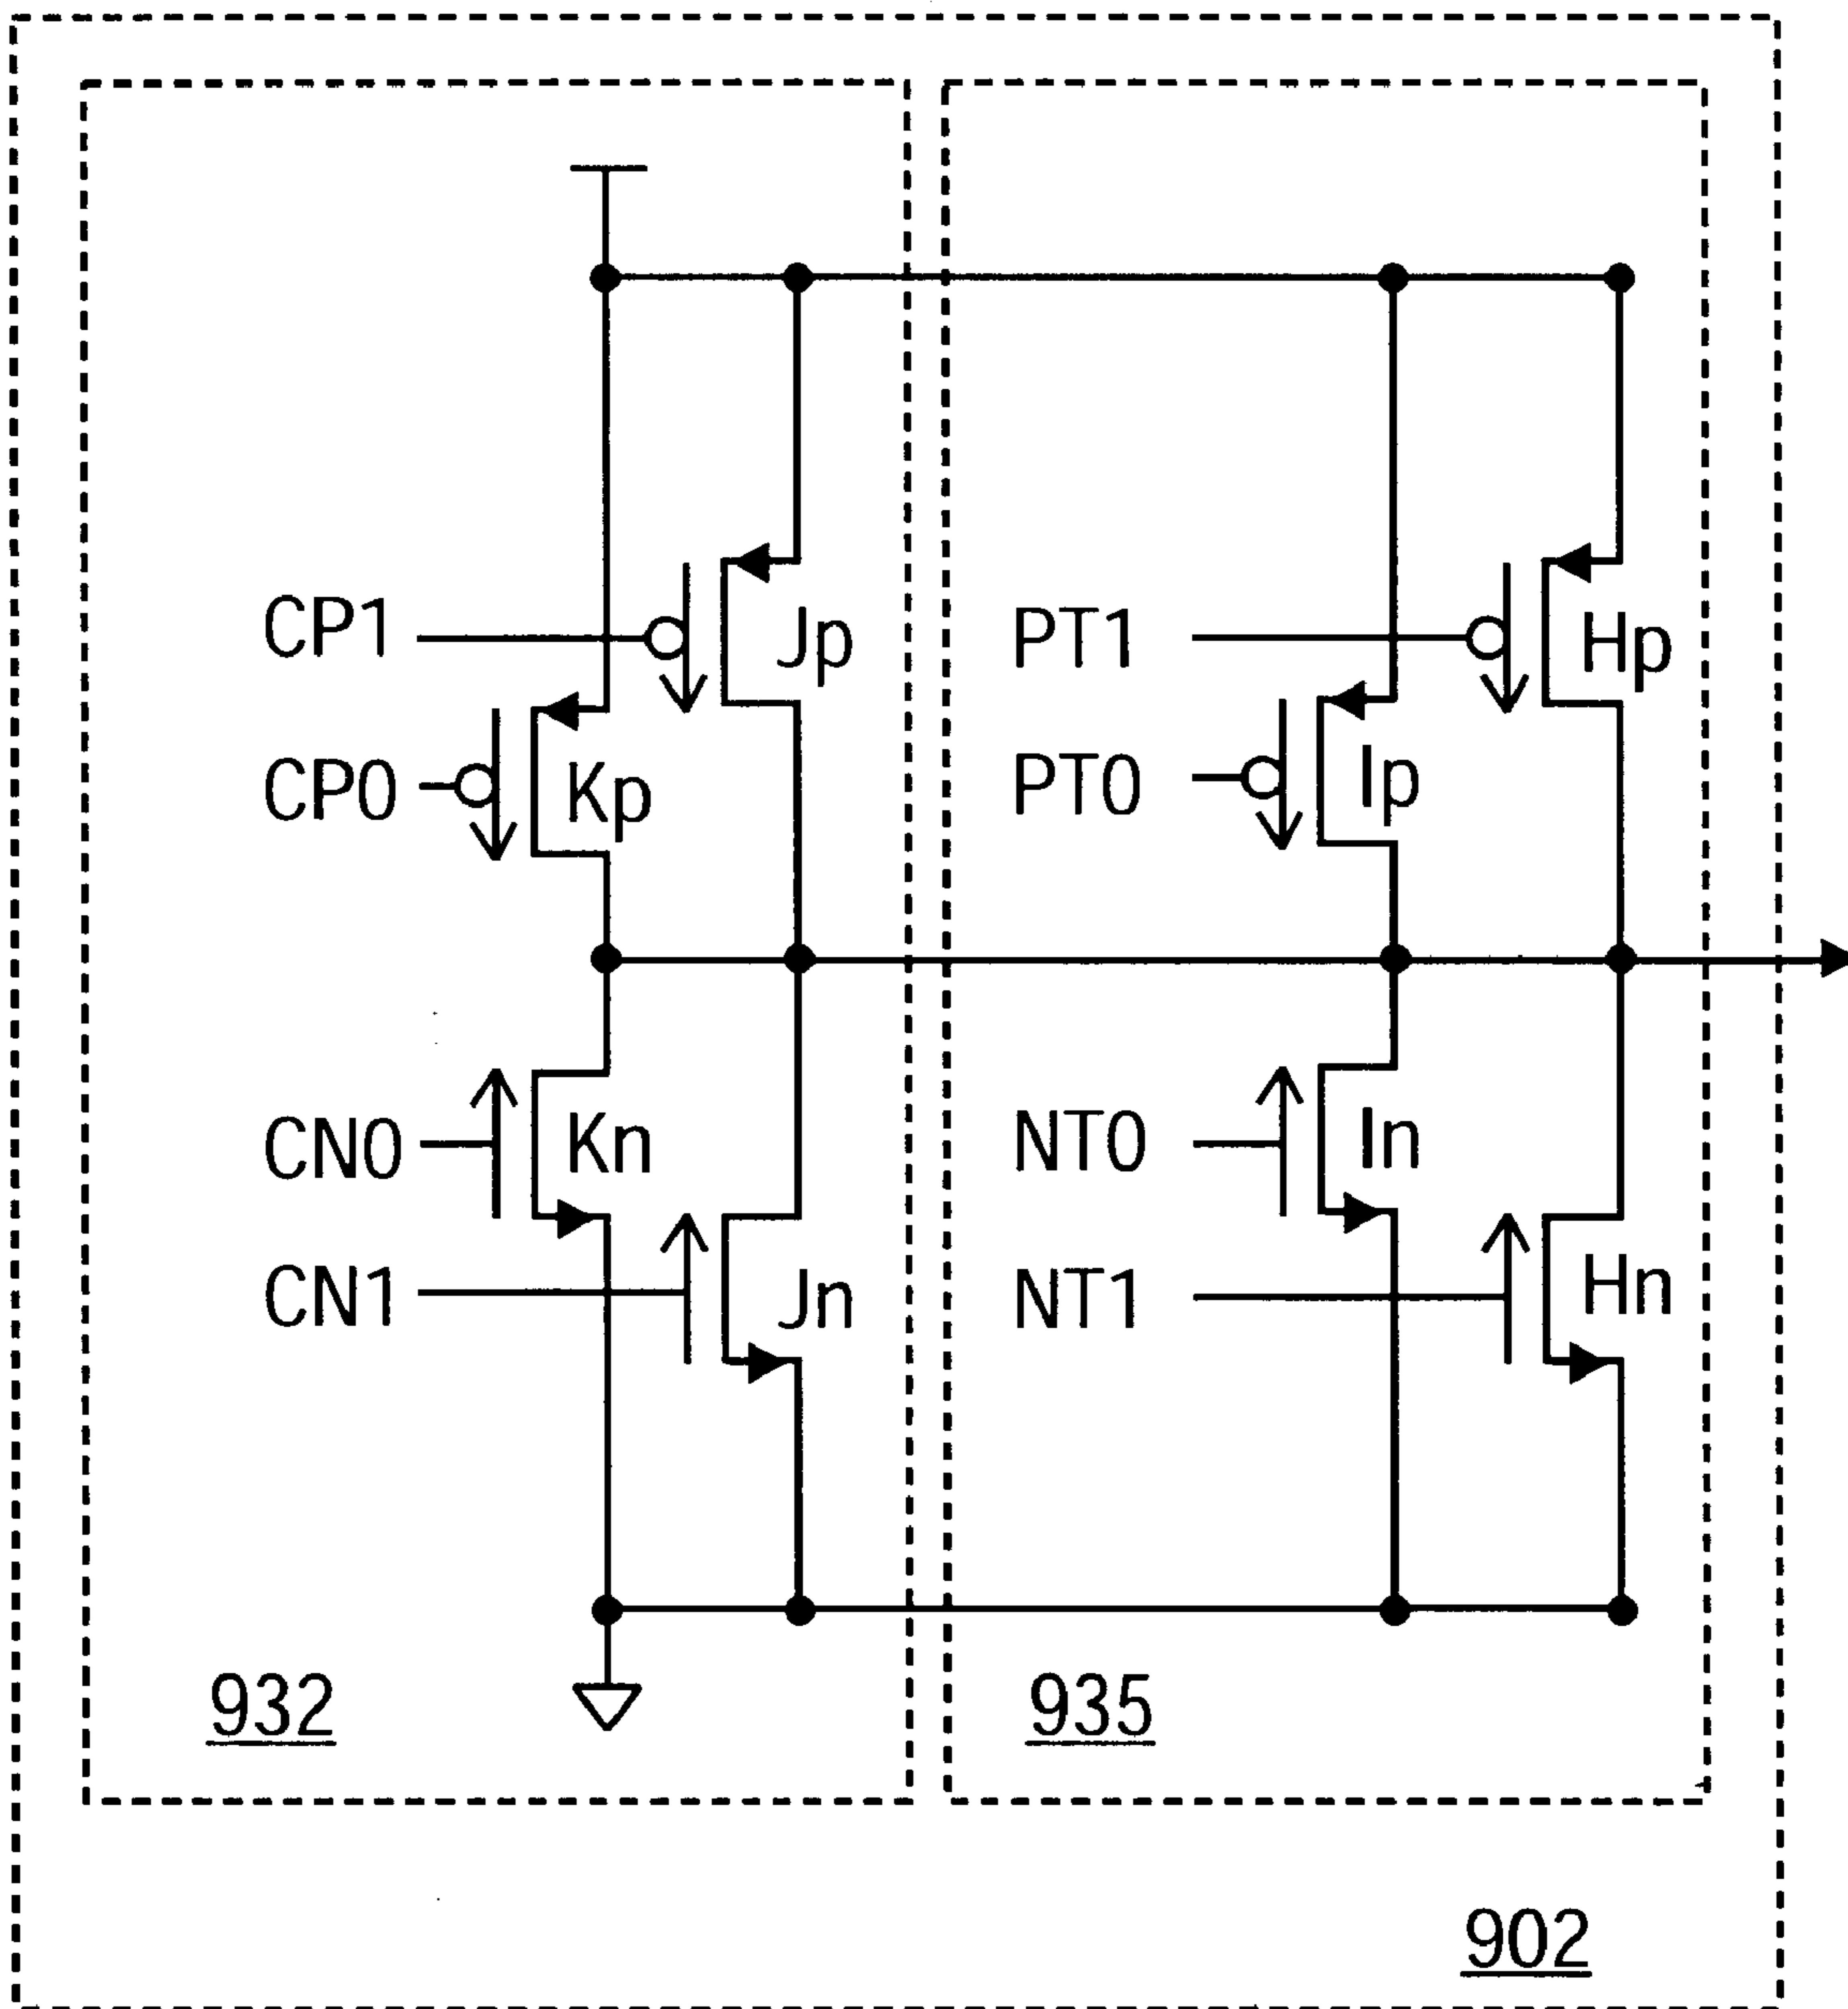 CP1
Jp
PT1
Hp
CP0
Kp
PT0
Ip
CN0
Kn
NT0
In
CN1
Jn
NT1
Hn
932
935
902